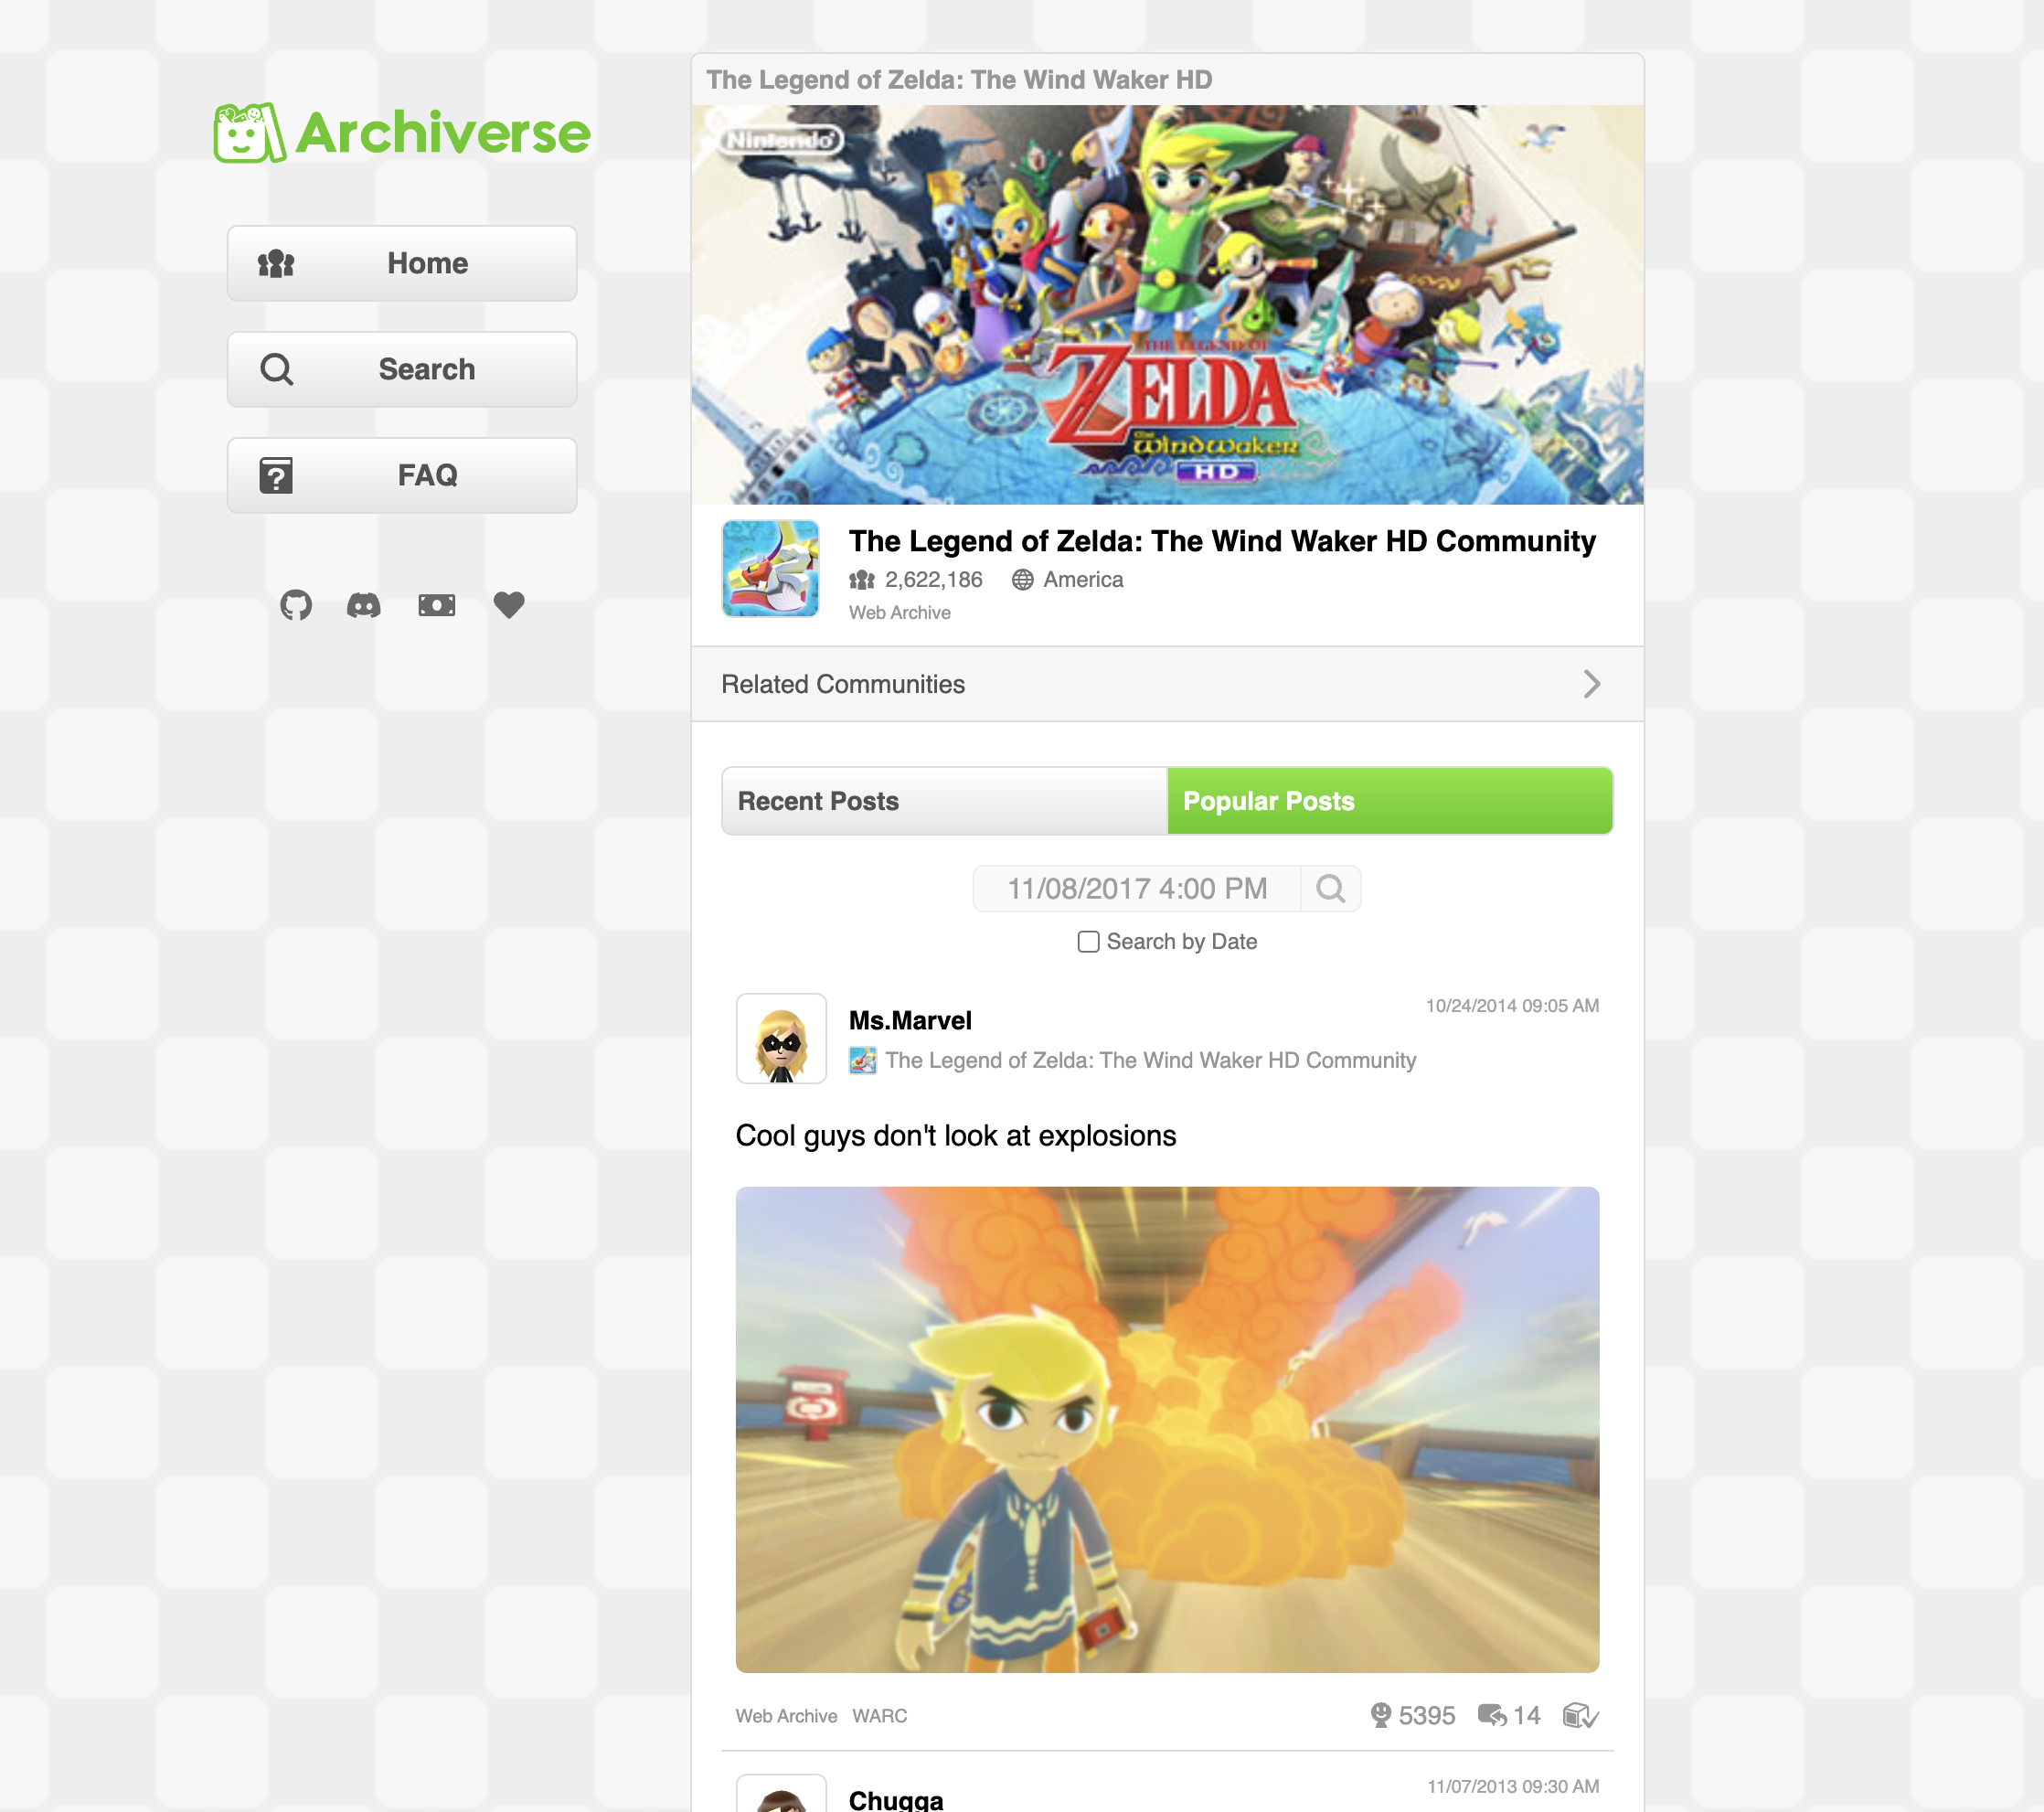 Archiverse
Home
Search
FAQ
The Legend of Zelda: The Wind Waker HD
Nintendo
THE LEGEND OF
ZELDA
The Wind Waker
HD
The Legend of Zelda: The Wind Waker HD Community
2,622,186 America
Web Archive
Related Communities
Recent Posts Popular Posts
11/08/2017 4:00 PM
Search by Date
Ms.Marvel
10/24/2014 09:05 AM
The Legend of Zelda: The Wind Waker HD Community
Cool guys don't look at explosions
Web Archive WARC 5395 14
Chugga
11/07/2013 09:30 AM